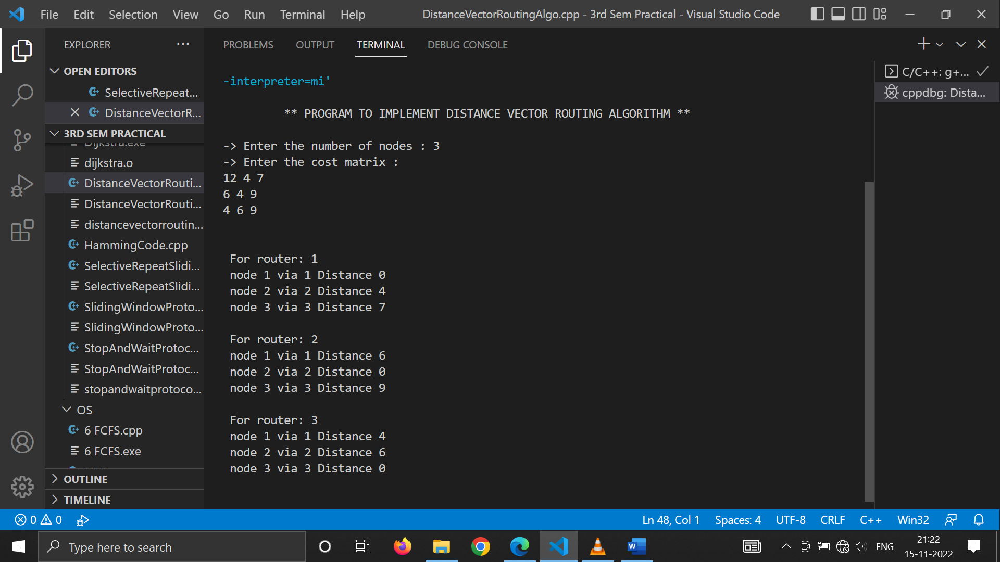 File Edit Selection View Go Run Terminal Help
DistanceVectorRoutingAlgo.cpp - 3rd Sem Practical - Visual Studio Code
EXPLORER ...
OPEN EDITORS
SelectiveRepeat...
DistanceVectorR...
3RD SEM PRACTICAL
Dijkstra.exe
dijkstra.o
DistanceVectorRouti...
DistanceVectorRouti...
distancevectorroutin...
HammingCode.cpp
SelectiveRepeatSlidi...
SelectiveRepeatSlidi...
SlidingWindowProto...
SlidingWindowProto...
StopAndWaitProtoc...
StopAndWaitProtoc...
stopandwaitprotoco...
OS
6 FCFS.cpp
6 FCFS.exe
OUTLINE
TIMELINE
PROBLEMS OUTPUT TERMINAL DEBUG CONSOLE
-interpreter=mi'
** PROGRAM TO IMPLEMENT DISTANCE VECTOR ROUTING ALGORITHM **
-> Enter the number of nodes : 3
-> Enter the cost matrix :
12 4 7
6 4 9
4 6 9
For router: 1
node 1 via 1 Distance 0
node 2 via 2 Distance 4
node 3 via 3 Distance 7
For router: 2
node 1 via 1 Distance 6
node 2 via 2 Distance 0
node 3 via 3 Distance 9
For router: 3
node 1 via 1 Distance 4
node 2 via 2 Distance 6
node 3 via 3 Distance 0
C/C++: g+...
cppdbg: Dista...
0 0
Ln 48, Col 1 Spaces: 4 UTF-8 CRLF C++ Win32
Type here to search
W
ENG
21:22
15-11-2022